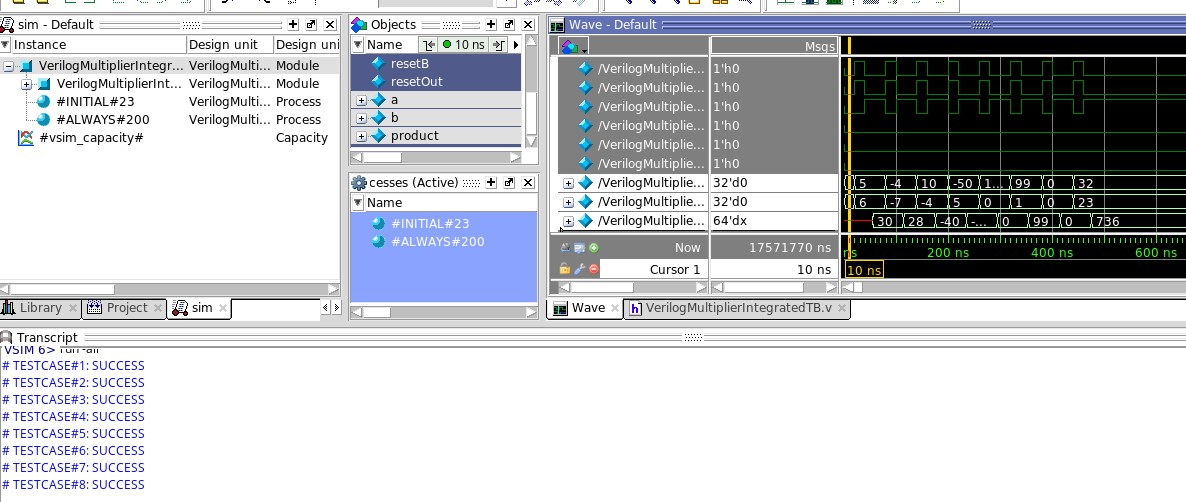 sim - Default
Instance Design unit Design uni
VerilogMultiplierIntegr... VerilogMulti... Module
VerilogMultiplierInt... VerilogMulti... Module
#INITIAL#23 VerilogMulti... Process
#ALWAYS#200 VerilogMulti... Process
#vsim_capacity# Capacity
Library Project sim
Objects
Name 10 ns
resetB
resetOut
a
b
product
cesses (Active)
Name
#INITIAL#23
#ALWAYS#200
Wave - Default
Msgs
/VerilogMultiplie... 1'h0
/VerilogMultiplie... 1'h0
/VerilogMultiplie... 1'h0
/VerilogMultiplie... 1'h0
/VerilogMultiplie... 1'h0
/VerilogMultiplie... 1'h0
/VerilogMultiplie... 32'd0 5 -4 10 -50 1... 99 0 32
/VerilogMultiplie... 32'd0 6 -7 -4 5 0 1 0 23
/VerilogMultiplie... 64'dx 30 28 -40 -... 0 99 0 736
Now 17571770 ns ns 200 ns 400 ns 600 ns
Cursor 1 10 ns 10 ns
Wave VerilogMultiplierIntegratedTB.v
Transcript
VSIM 6> run -all
# TESTCASE#1: SUCCESS
# TESTCASE#2: SUCCESS
# TESTCASE#3: SUCCESS
# TESTCASE#4: SUCCESS
# TESTCASE#5: SUCCESS
# TESTCASE#6: SUCCESS
# TESTCASE#7: SUCCESS
# TESTCASE#8: SUCCESS